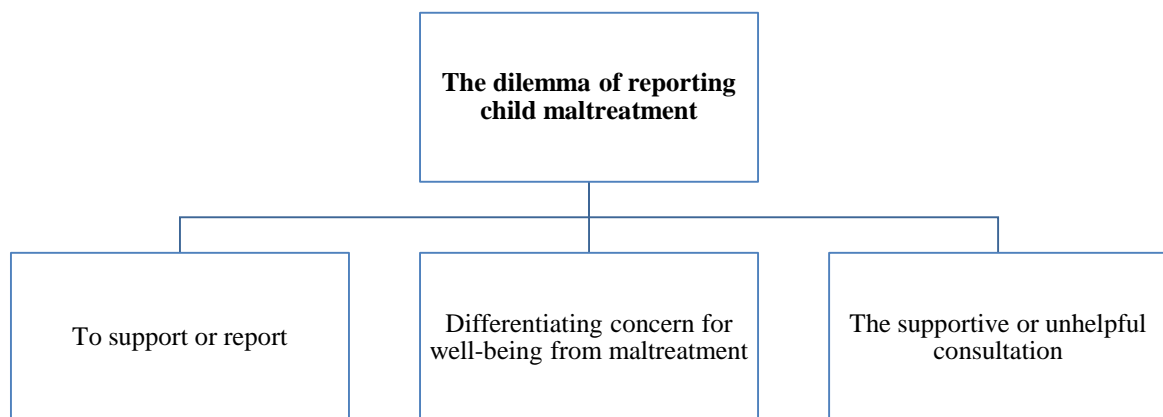 The dilemma of reporting
child maltreatment
To support or report
Differentiating concern for
well-being from maltreatment
The supportive or unhelpful
consultation